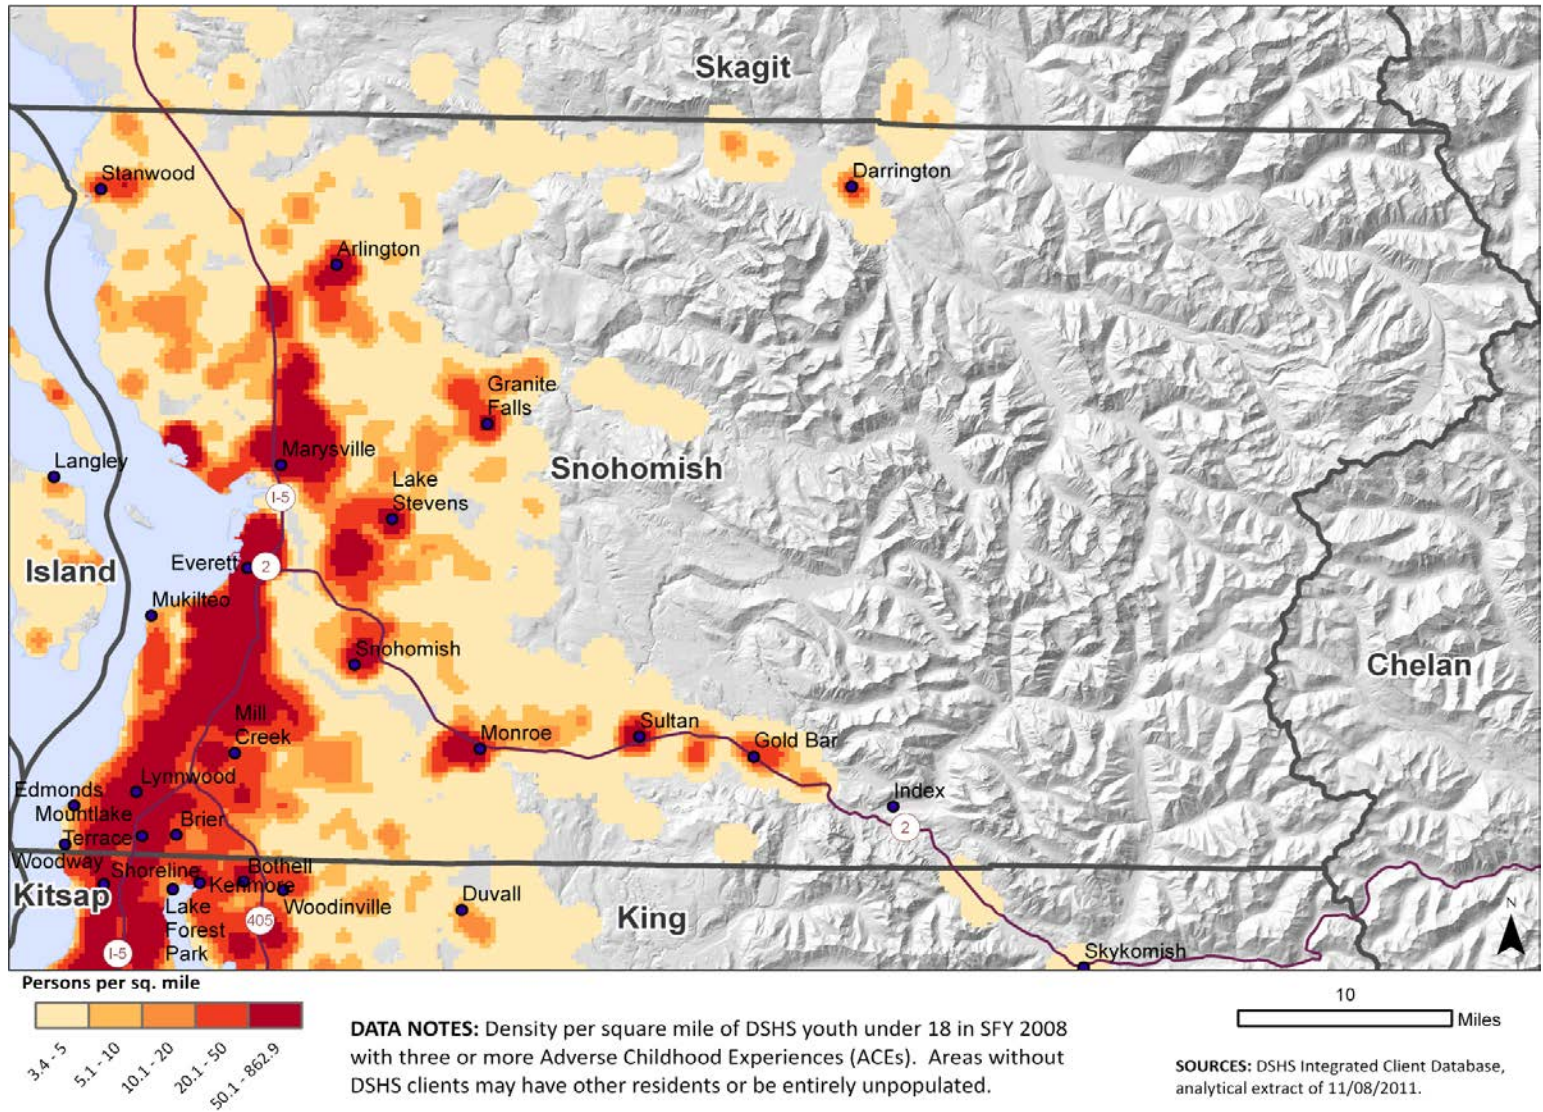 Skagit
Stanwood
Darrington
Arlington
Granite
Falls
Marysville
Langley
Snohomish
Lake
Stevens
I-5
Everett
2
Island
Mukilteo
Snohomish
Chelan
Mill
Creek
Monroe
Sultan
Gold Bar
Lynnwood
Edmonds
Mountlake
Terrace
Brier
Index
2
Woodway
Shoreline
Bothell
Kenmore
Kitsap
Woodinville
Lake
Forest
Park
405
Duvall
King
N
I-5
Skykomish
Persons per sq. mile
3.4 - 5
5.1 - 10
10.1 - 20
20.1 - 50
50.1 - 862.9
DATA NOTES: Density per square mile of DSHS youth under 18 in SFY 2008
with three or more Adverse Childhood Experiences (ACEs). Areas without
DSHS clients may have other residents or be entirely unpopulated.
10
Miles
SOURCES: DSHS Integrated Client Database,
analytical extract of 11/08/2011.